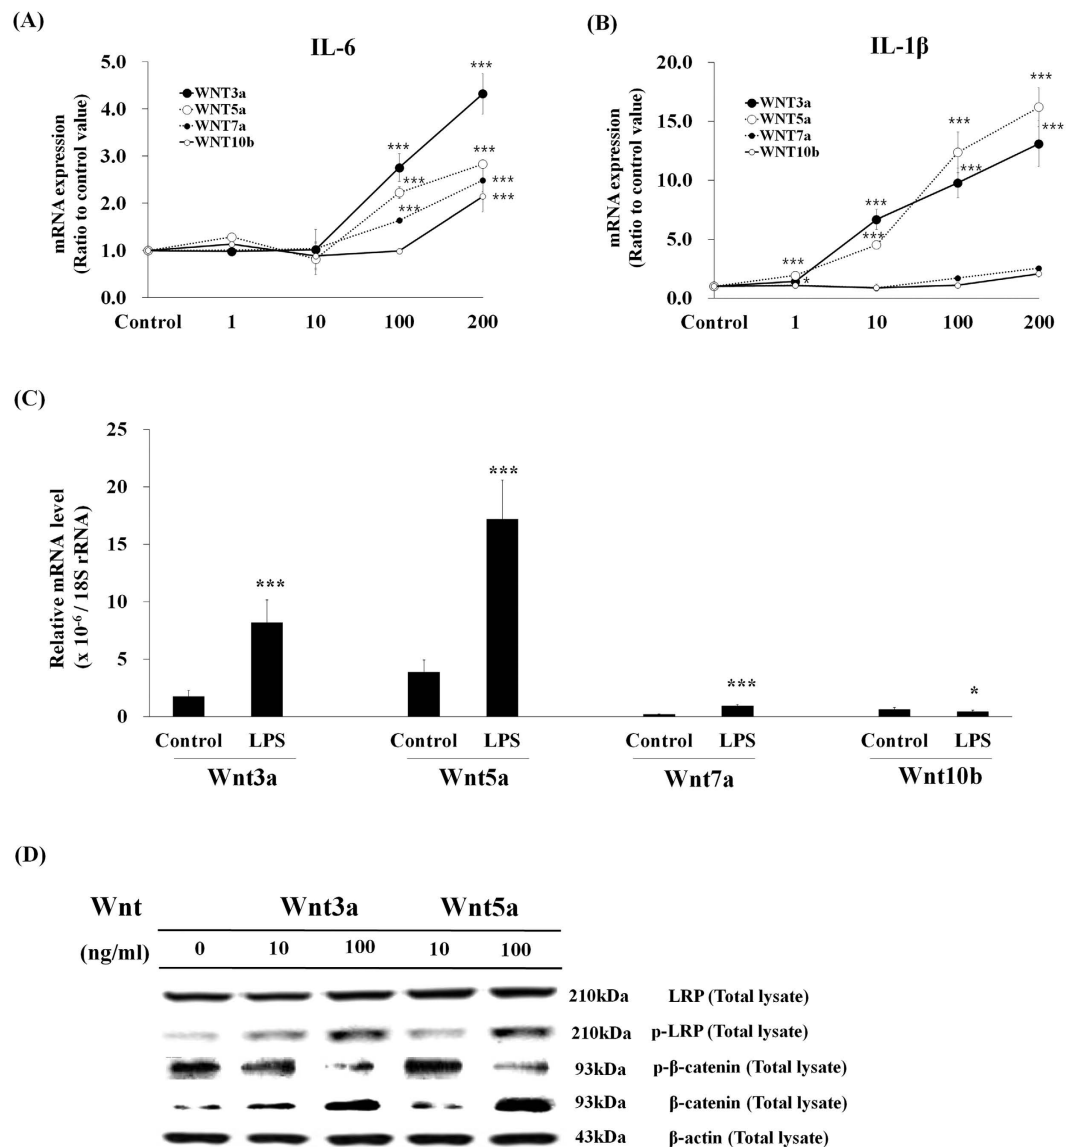 (A)
IL-6
mRNA expression
(Ratio to control value)
5.0
4.0
3.0
2.0
1.0
0.0
WNT3a
WNT5a
WNT7a
WNT10b
***
***
***
***
***
***
***
Control 1 10 100 200
(B)
IL-1β
mRNA expression
(Ratio to control value)
20.0
15.0
10.0
5.0
0.0
WNT3a
WNT5a
WNT7a
WNT10b
***
*
***
***
***
***
***
***
Control 1 10 100 200
(C)
Relative mRNA level
(x 10⁻⁶ / 18S rRNA)
25
20
15
10
5
0
***
***
***
*
Control LPS Control LPS Control LPS Control LPS
Wnt3a Wnt5a Wnt7a Wnt10b
(D)
Wnt Wnt3a Wnt5a
(ng/ml) 0 10 100 10 100
210kDa LRP (Total lysate)
210kDa p-LRP (Total lysate)
93kDa p-β-catenin (Total lysate)
93kDa β-catenin (Total lysate)
43kDa β-actin (Total lysate)